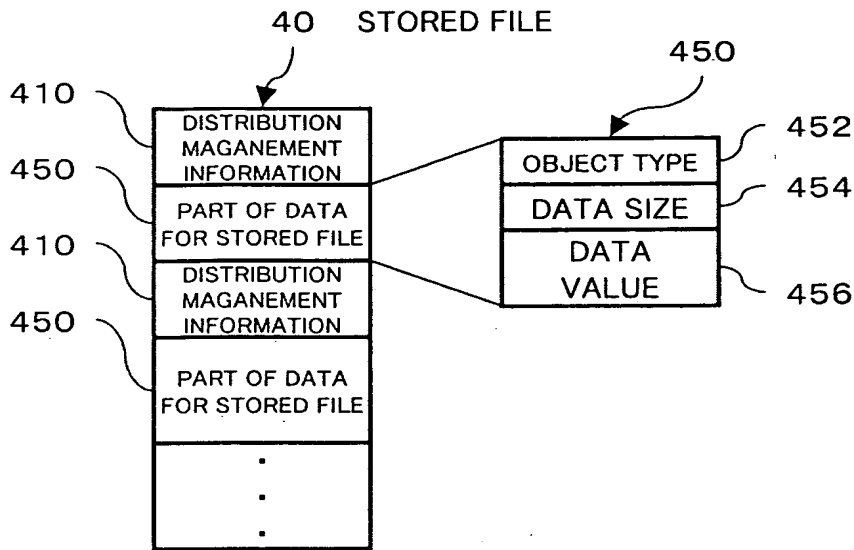 40 STORED FILE
410
DISTRIBUTION
MAGANEMENT
INFORMATION
450
PART OF DATA
FOR STORED FILE
410
DISTRIBUTION
MAGANEMENT
INFORMATION
450
PART OF DATA
FOR STORED FILE
450
OBJECT TYPE
452
DATA SIZE
454
DATA
VALUE
456